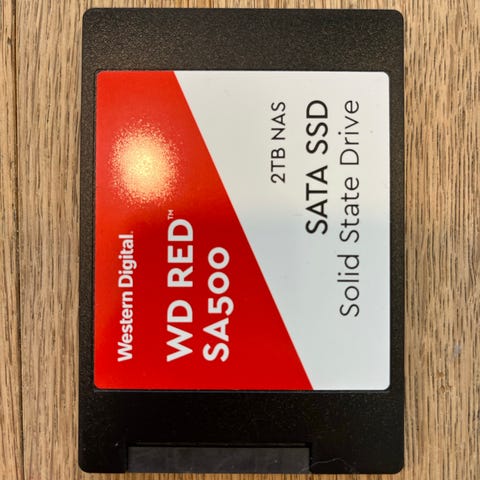 Western Digital.
WD RED™
SA500
2TB NAS
SATA SSD
Solid State Drive